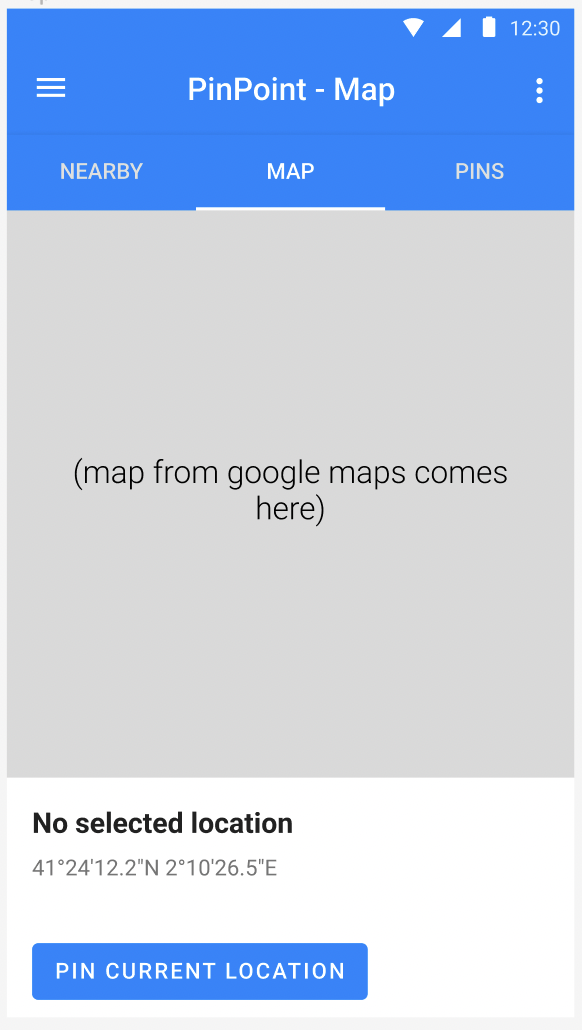 12:30
PinPoint - Map
NEARBY MAP PINS
(map from google maps comes
here)
No selected location
41°24'12.2"N 2°10'26.5"E
PIN CURRENT LOCATION